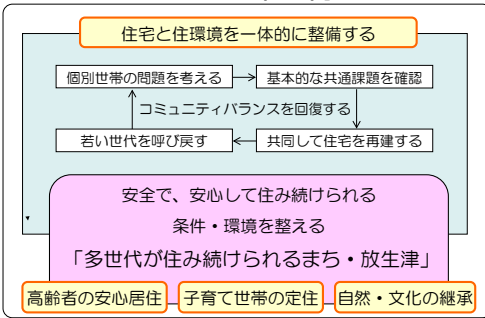 住宅と住環境を一体的に整備する
個別世帯の問題を考える
基本的な共通課題を確認
コミュニティバランスを回復する
若い世代を呼び戻す
共同して住宅を再建する
安全で、安心して住み続けられる
条件・環境を整える
「多世代が住み続けられるまち・放生津」
高齢者の安心居住
子育て世帯の定住
自然・文化の継承